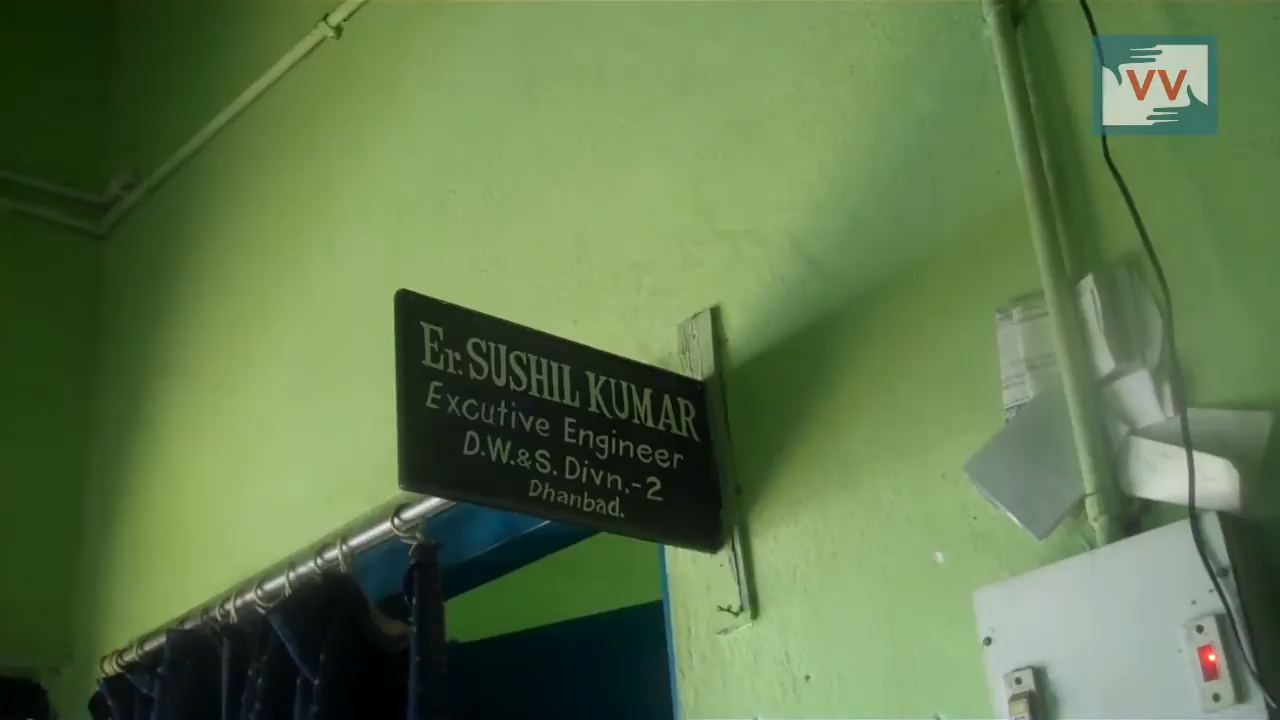 VV
Er. SUSHIL KUMAR
Excutive Engineer
D.W.&S. Divn.-2
Dhanbad.